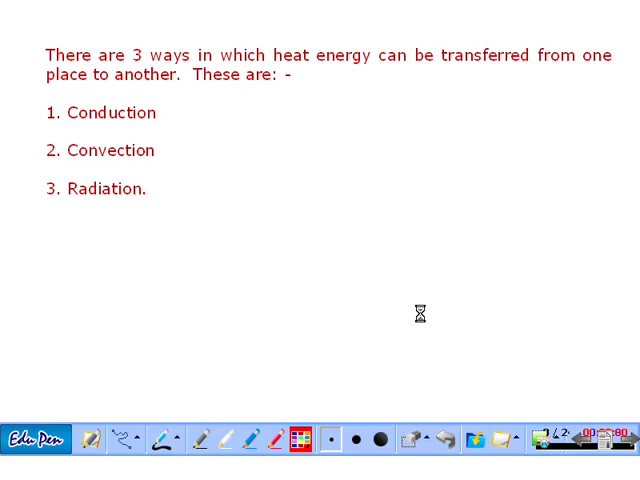 There are 3 ways in which heat energy can be transferred from one
place to another. These are: -
1. Conduction
2. Convection
3. Radiation.
Edu Pen